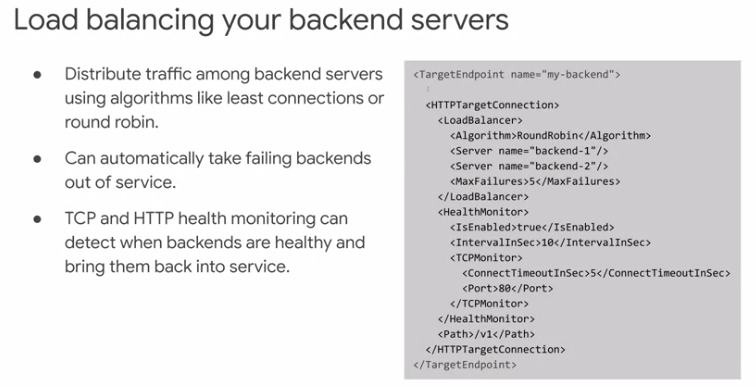 Load balancing your backend servers
● Distribute traffic among backend servers
using algorithms like least connections or
round robin.
● Can automatically take failing backends
out of service.
● TCP and HTTP health monitoring can
detect when backends are healthy and
bring them back into service.
<TargetEndpoint name="my-backend">
:
<HTTPTargetConnection>
<LoadBalancer>
<Algorithm>RoundRobin</Algorithm>
<Server name="backend-1"/>
<Server name="backend-2"/>
<MaxFailures>5</MaxFailures>
</LoadBalancer>
<HealthMonitor>
<IsEnabled>true</IsEnabled>
<IntervalInSec>10</IntervalInSec>
<TCPMonitor>
<ConnectTimeoutInSec>5</ConnectTimeoutInSec>
<Port>80</Port>
</TCPMonitor>
</HealthMonitor>
<Path>/v1</Path>
</HTTPTargetConnection>
</TargetEndpoint>